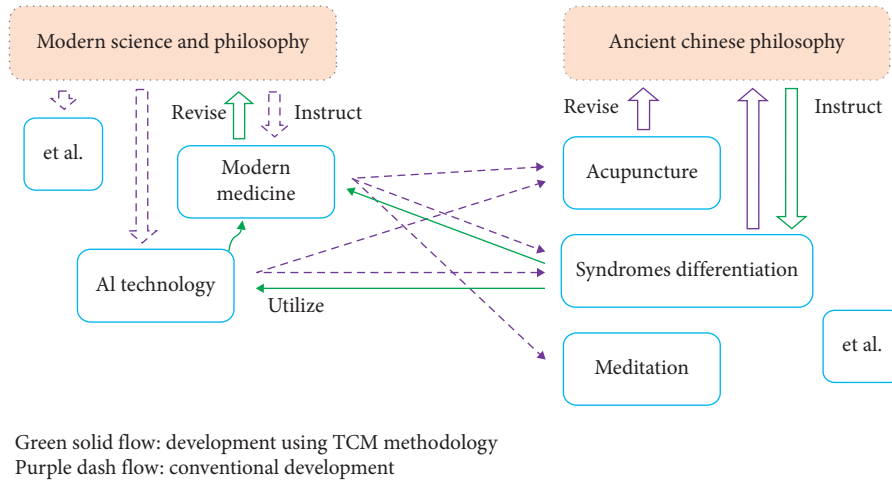 Modern science and philosophy
Ancient chinese philosophy
Revise
Instruct
Revise
Instruct
et al.
Modern
medicine
Acupuncture
AI technology
Syndromes differentiation
Utilize
et al.
Meditation
Green solid flow: development using TCM methodology
Purple dash flow: conventional development